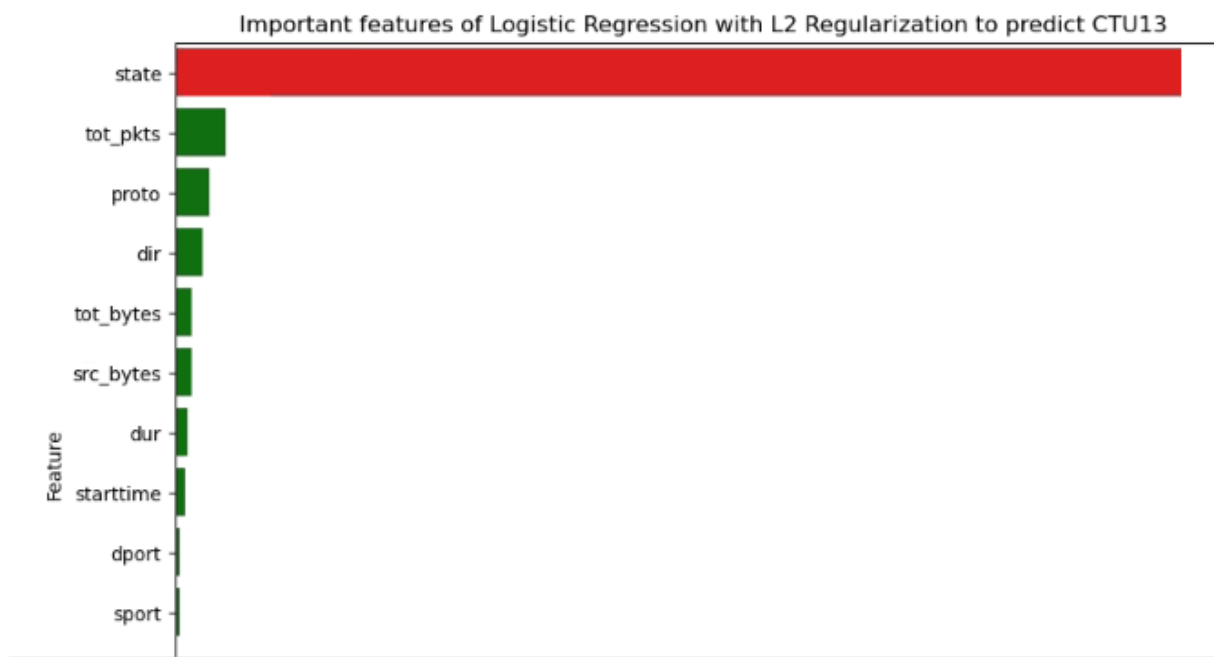 Important features of Logistic Regression with L2 Regularization to predict CTU13
state
tot_pkts
proto
dir
tot_bytes
src_bytes
dur
starttime
dport
sport
Feature